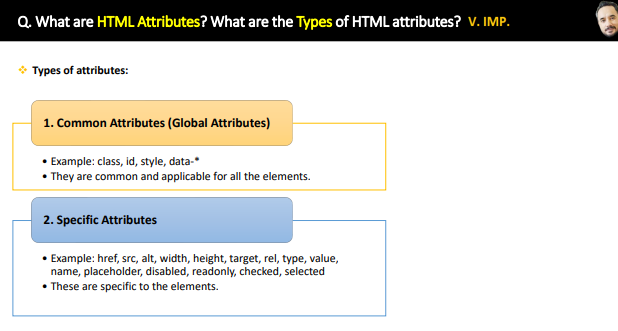 Q. What are HTML Attributes? What are the Types of HTML attributes? V. IMP.
❖ Types of attributes:
1. Common Attributes (Global Attributes)
• Example: class, id, style, data-*
• They are common and applicable for all the elements.
2. Specific Attributes
• Example: href, src, alt, width, height, target, rel, type, value,
name, placeholder, disabled, readonly, checked, selected
• These are specific to the elements.